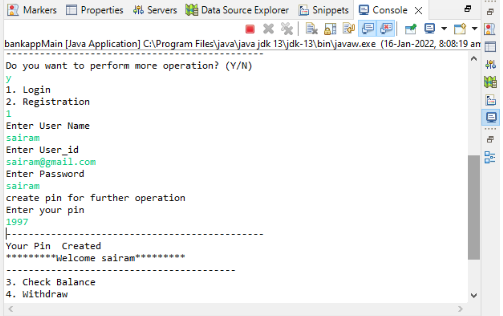 Markers Properties Servers Data Source Explorer Snippets Console
bankappMain [Java Application] C:\Program Files\java\java jdk 13\jdk-13\bin\javaw.exe (16-Jan-2022, 8:08:19 am
--------------------------------------------
Do you want to perform more operation? (Y/N)
y
1. Login
2. Registration
1
Enter User Name
sairam
Enter User_id
sairam@gmail.com
Enter Password
sairam
create pin for further operation
Enter your pin
1997
--------------------------------------------
Your Pin  Created
*********Welcome sairam*********
---------------------------------------
3. Check Balance
4. Withdraw